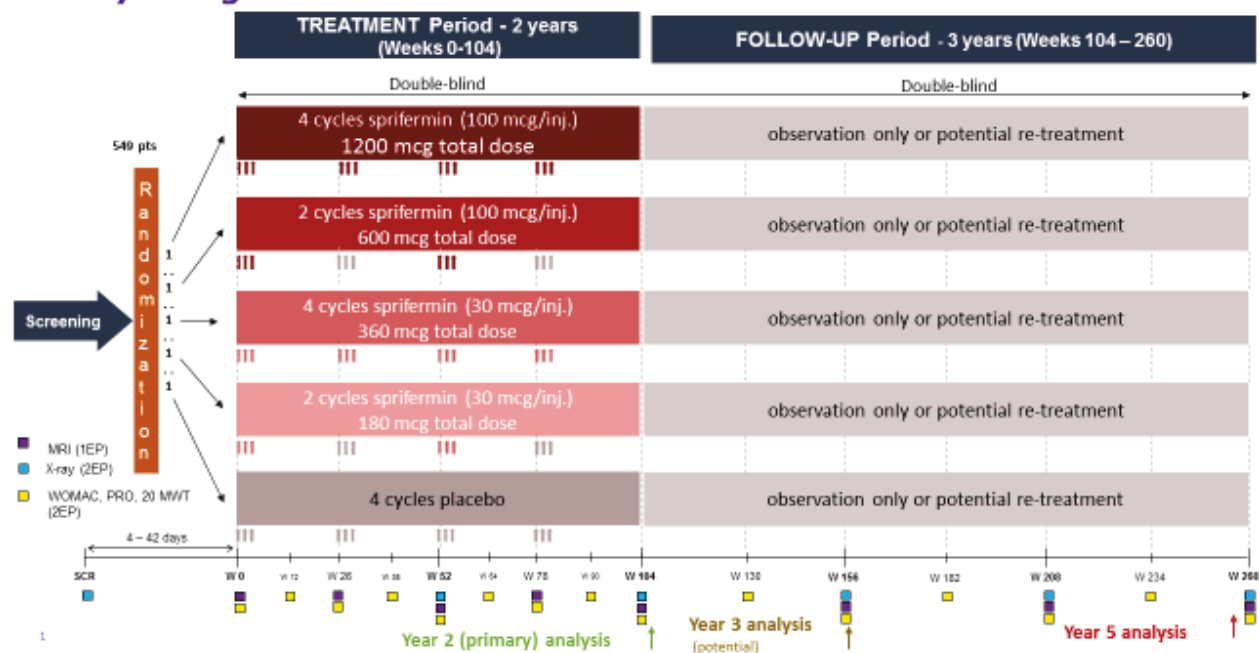 TREATMENT Period - 2 years
(Weeks 0-104)
FOLLOW-UP Period - 3 years (Weeks 104 – 260)
Double-blind
Double-blind
549 pts
Screening
Randomization
1
..
1
..
1
..
1
..
1
4 cycles sprifermin (100 mcg/inj.)
1200 mcg total dose
observation only or potential re-treatment
2 cycles sprifermin (100 mcg/inj.)
600 mcg total dose
observation only or potential re-treatment
4 cycles sprifermin (30 mcg/inj.)
360 mcg total dose
observation only or potential re-treatment
2 cycles sprifermin (30 mcg/inj.)
180 mcg total dose
observation only or potential re-treatment
4 cycles placebo
observation only or potential re-treatment
MRI (1EP)
X-ray (2EP)
WOMAC, PRO, 20 MWT
(2EP)
4 – 42 days
SCR W 0 W 12 W 26 W 52 W 64 W 78 W 90 W 104 W 130 W 156 W 182 W 208 W 234 W 260
Year 2 (primary) analysis
Year 3 analysis
(potential)
Year 5 analysis
1